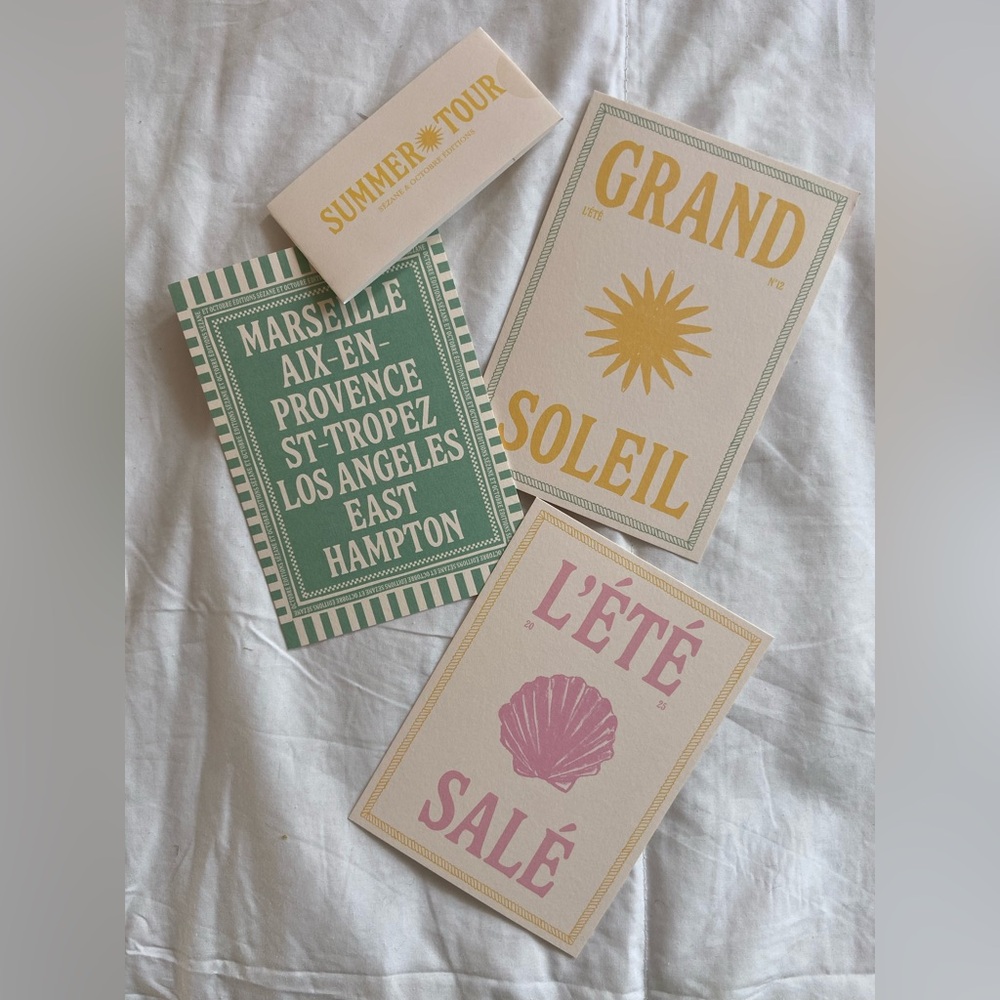 SUMMER TOUR
SÉZANE & OCTOBRE ÉDITIONS
GRAND
L'ÉTÉ
N°12
SOLEIL
MARSEILLE
AIX-EN-
PROVENCE
ST-TROPEZ
LOS ANGELES
EAST
HAMPTON
L'ÉTÉ
20
25
SALÉ